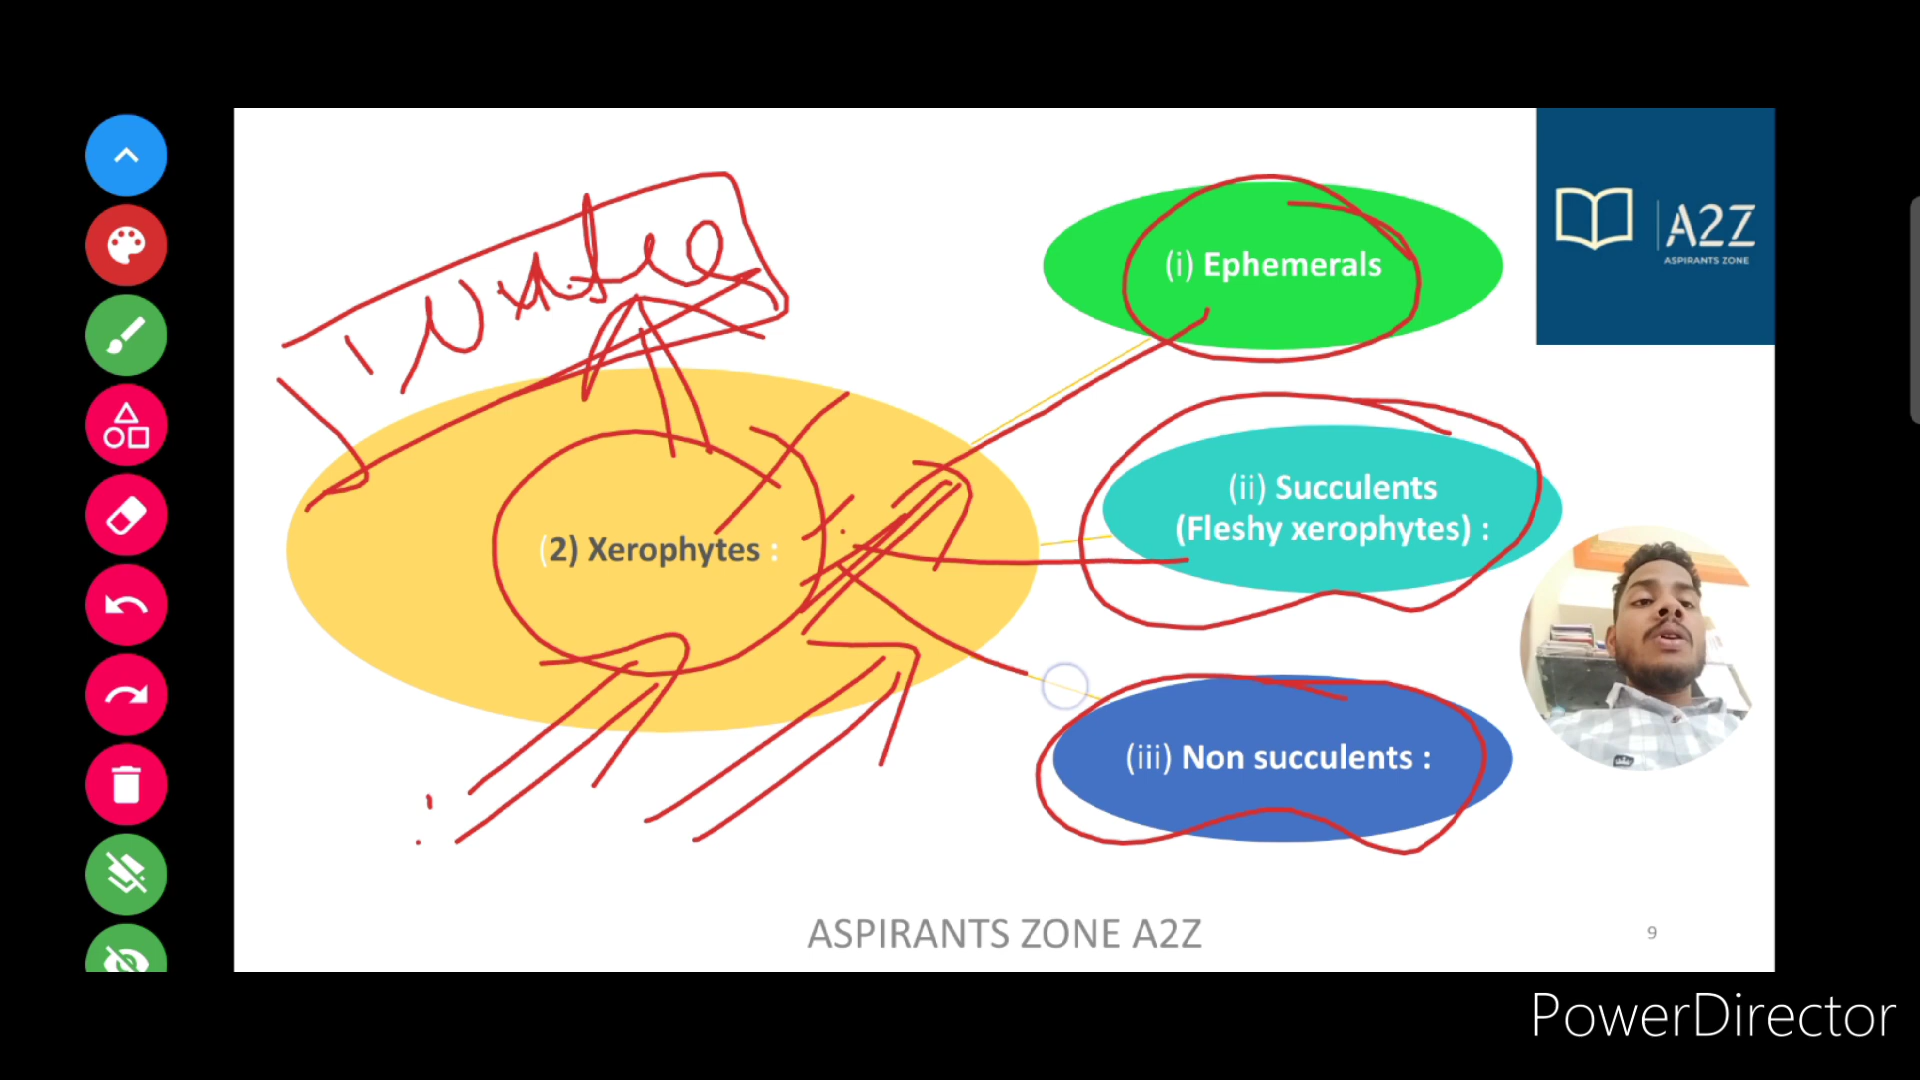 (i) Ephemerals
A2Z
ASPIRANTS ZONE
(ii) Succulents
(Fleshy xerophytes) :
(2) Xerophytes :
(iii) Non succulents :
ASPIRANTS ZONE A2Z
9
PowerDirector